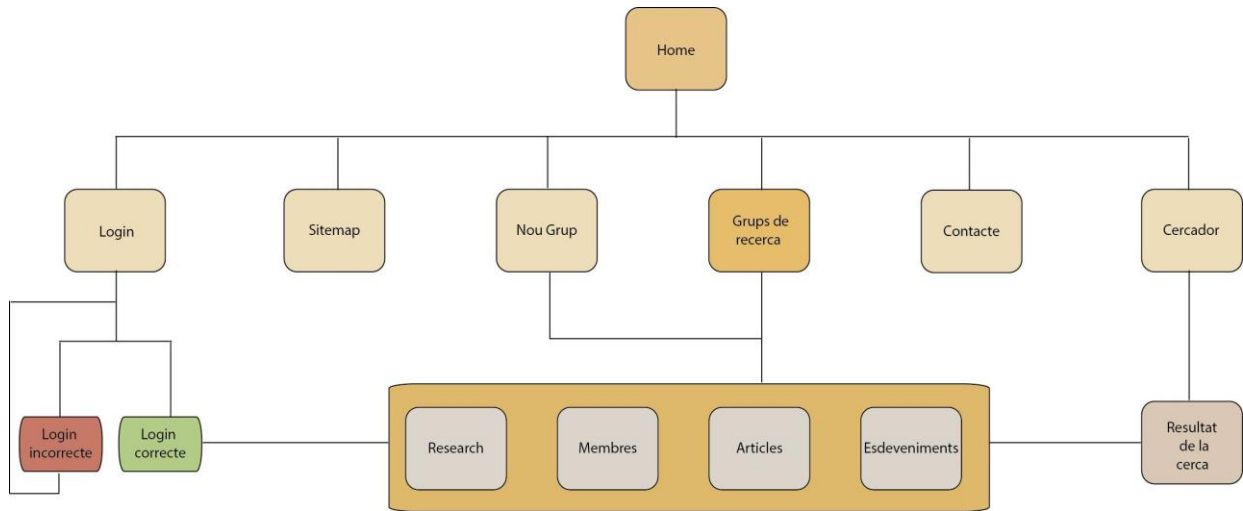 Home
Login
Sitemap
Nou Grup
Grups de
recerca
Contacte
Cercador
Login
incorrecte
Login
correcte
Research
Membres
Articles
Esdeveniments
Resultat
de la
cerca